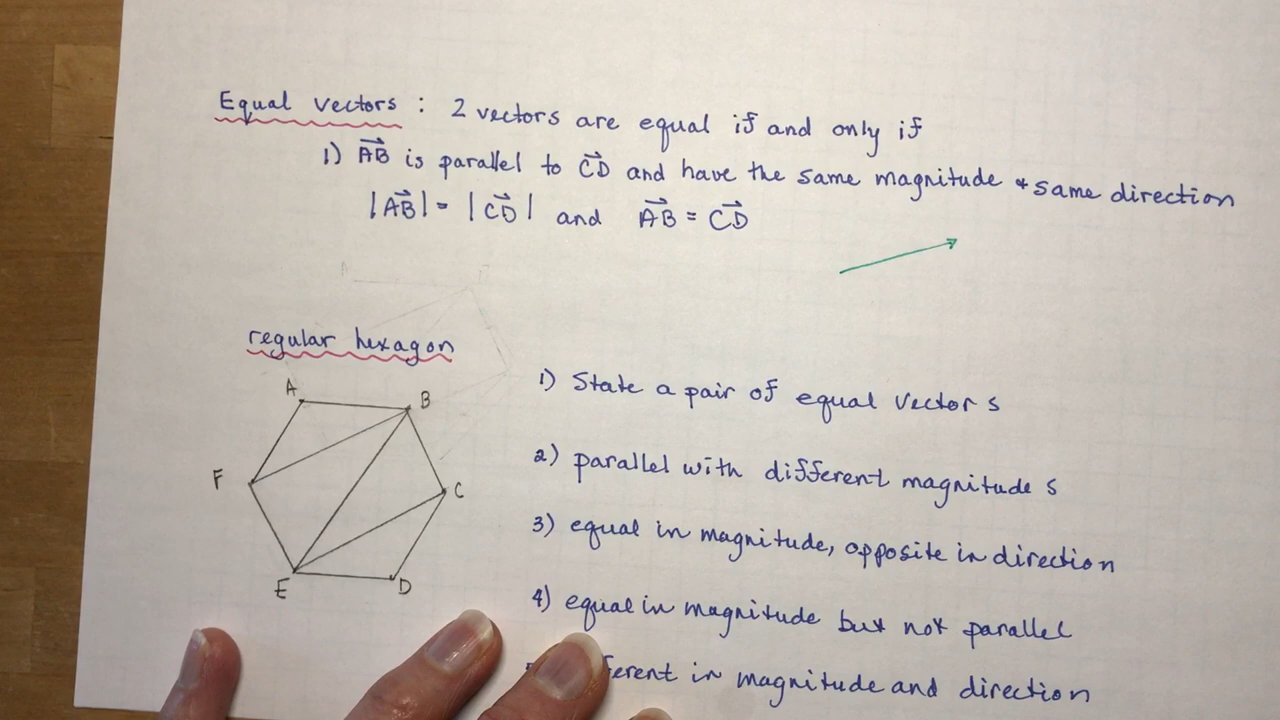 Equal vectors : 2 vectors are equal if and only if
1) AB is parallel to CD and have the same magnitude + same direction
|AB| = |CD| and AB = CD
regular hexagon
A
B
F
C
E
D
1) State a pair of equal vectors
2) parallel with different magnitudes
3) equal in magnitude, opposite in direction
4) equal in magnitude but not parallel
ferent in magnitude and direction